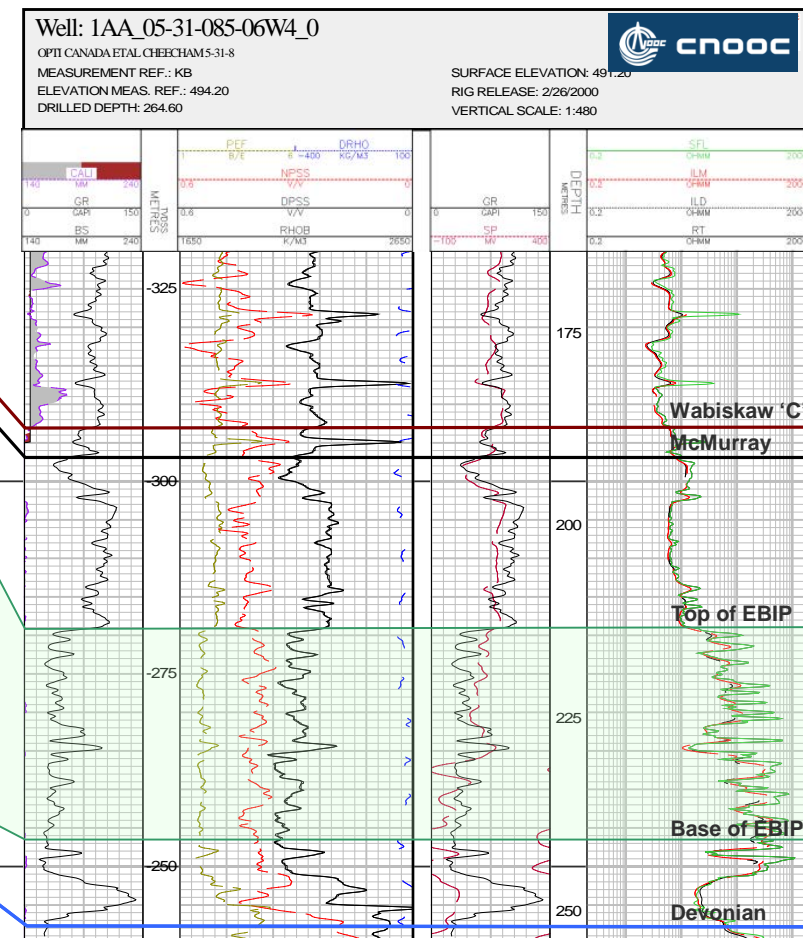 Well: 1AA_05-31-085-06W4_0
cnooc
OPTI CANADA ETAL CHEECHAM 5-31-8
MEASUREMENT REF.: KB
ELEVATION MEAS. REF.: 494.20
DRILLED DEPTH: 264.60
SURFACE ELEVATION: 491.20
RIG RELEASE: 2/26/2000
VERTICAL SCALE: 1:480
CALI
140 MM 240
GR
0 GAPI 150
BS
140 MM 240
METRES
TVDSS
PEF
1 B/E
DRHO
-400 KG/M3 100
NPSS
0.6 V/V 0
DPSS
0.6 V/V 0
RHOB
1650 K/M3 2650
GR
0 GAPI 150
SP
-100 MV 400
DEPTH
METRES
SFL
0.2 OHMM 200
ILM
0.2 OHMM 200
ILD
0.2 OHMM 200
RT
0.2 OHMM 200
-325
175
Wabiskaw 'C'
McMurray
-300
200
Top of EBIP
-275
225
Base of EBIP
-250
250
Devonian